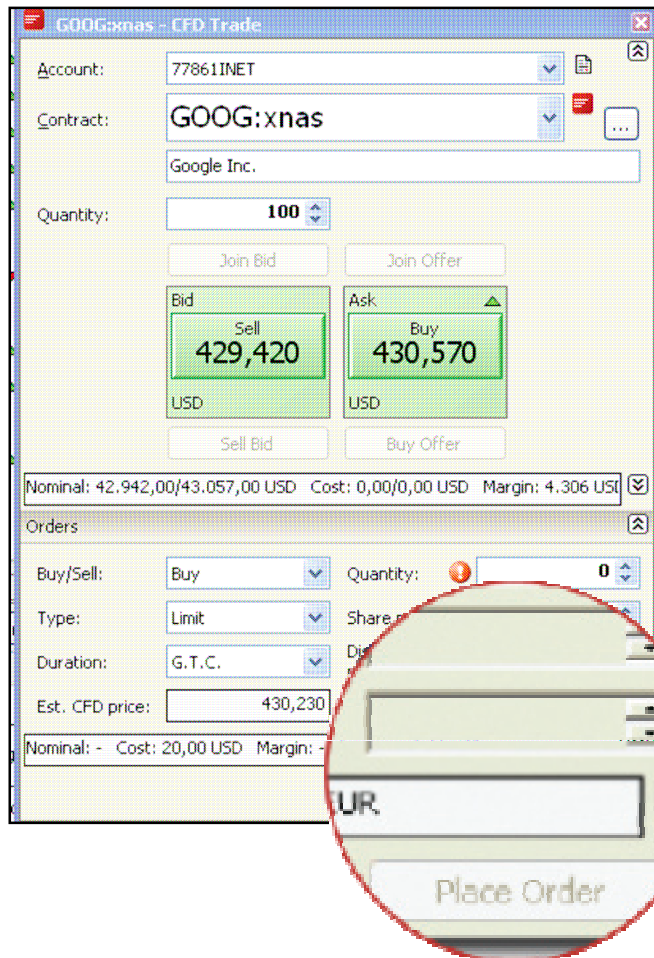 GOOG:xnas - CFD Trade
Account: 77861INET
Contract: GOOG:xnas
...
Google Inc.
Quantity: 100
Join Bid Join Offer
Bid Ask
Sell Buy
429,420 430,570
USD USD
Sell Bid Buy Offer
Nominal: 42.942,00/43.057,00 USD Cost: 0,00/0,00 USD Margin: 4.306 USD
Orders
Buy/Sell: Buy Quantity: 0
Type: Limit Share
Duration: G.T.C.
Est. CFD price: 430,230
Nominal: - Cost: 20,00 USD Margin: -
EUR
Place Order